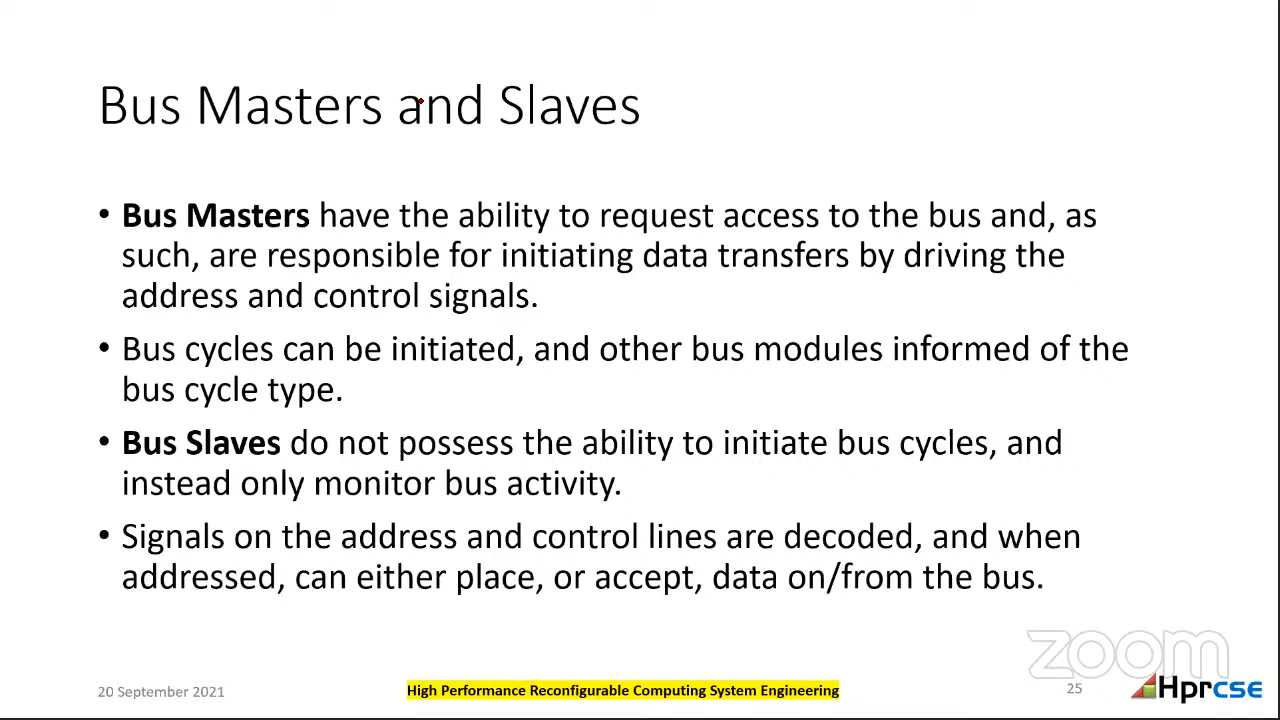 Bus Masters and Slaves
• Bus Masters have the ability to request access to the bus and, as
such, are responsible for initiating data transfers by driving the
address and control signals.
• Bus cycles can be initiated, and other bus modules informed of the
bus cycle type.
• Bus Slaves do not possess the ability to initiate bus cycles, and
instead only monitor bus activity.
• Signals on the address and control lines are decoded, and when
addressed, can either place, or accept, data on/from the bus.
zoom
20 September 2021
High Performance Reconfigurable Computing System Engineering
25
Hprcse